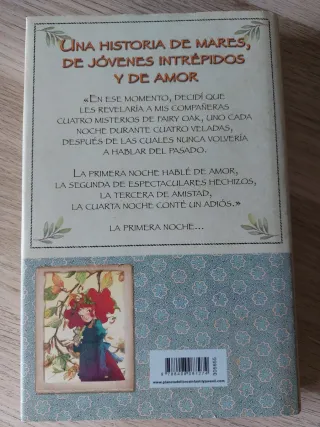 UNA HISTORIA DE MARES,
DE JÓVENES INTRÉPIDOS
Y DE AMOR
«EN ESE MOMENTO, DECIDÍ QUE
LES REVELARÍA A MIS COMPAÑERAS
CUATRO MISTERIOS DE FAIRY OAK, UNO CADA
NOCHE DURANTE CUATRO VELADAS,
DESPUÉS DE LAS CUALES NUNCA VOLVERÍA
A HABLAR DEL PASADO.
LA PRIMERA NOCHE HABLÉ DE AMOR,
LA SEGUNDA DE ESPECTACULARES HECHIZOS,
LA TERCERA DE AMISTAD,
LA CUARTA NOCHE CONTÉ UN ADIÓS.»
LA PRIMERA NOCHE...